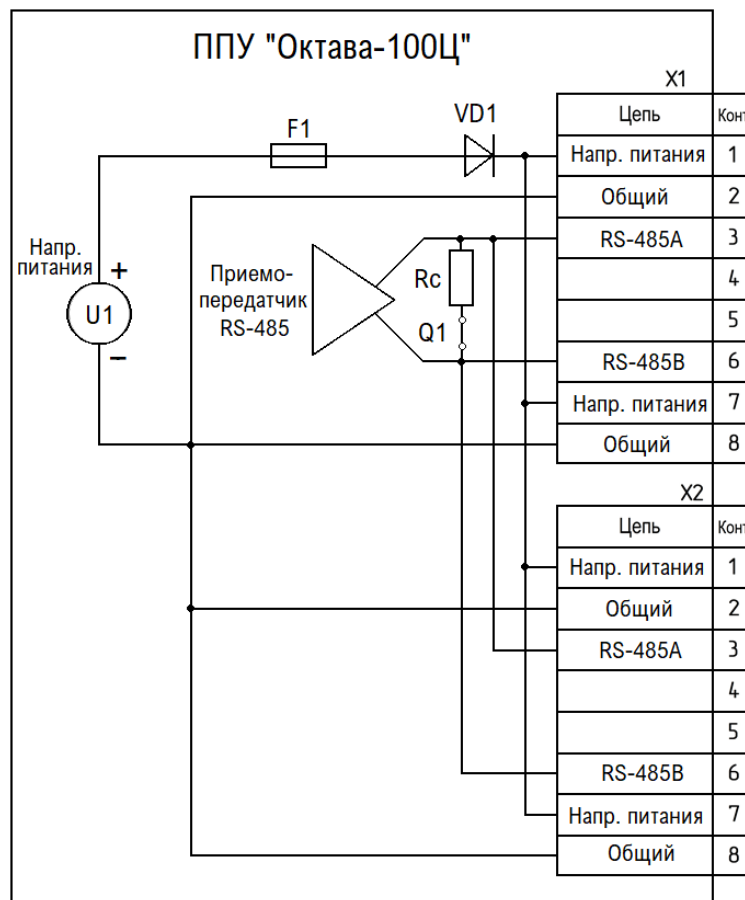 ППУ "Октава-100Ц"
X1
Цепь Конт
F1
VD1
Напр. питания 1
Общий 2
RS-485A 3
4
5
RS-485B 6
Напр. питания 7
Общий 8
Напр.
питания
+
U1
−
Приемо-
передатчик
RS-485
Rc
Q1
X2
Цепь Конт
Напр. питания 1
Общий 2
RS-485A 3
4
5
RS-485B 6
Напр. питания 7
Общий 8